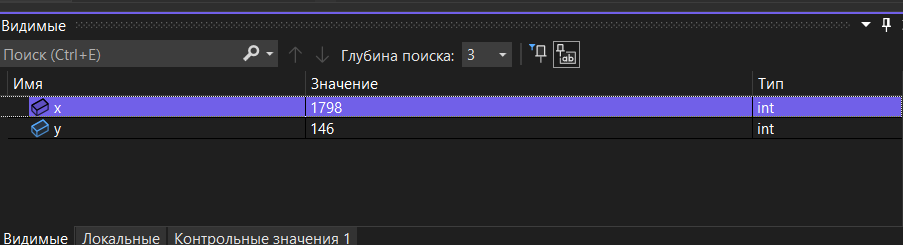 Видимые
Поиск (Ctrl+E) Глубина поиска: 3
Имя Значение Тип
x 1798 int
y 146 int
Видимые Локальные Контрольные значения 1